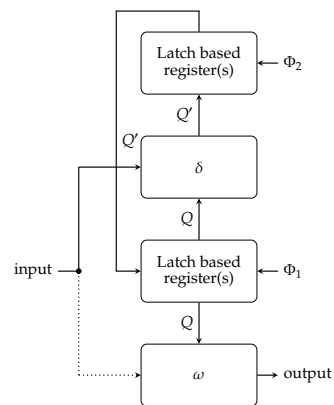 Latch based
register(s)
Φ₂
Q′
Q′
δ
Q
Latch based
register(s)
input
Φ₁
Q
ω
output